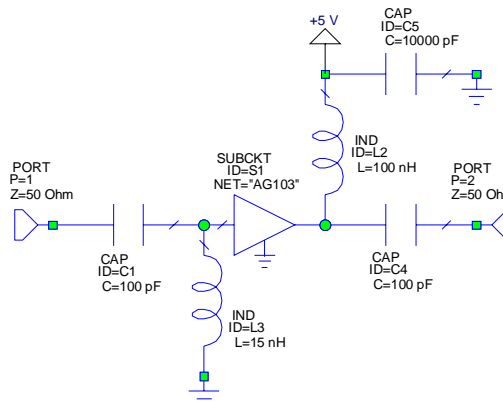 +5 V
CAP
ID=C5
C=10000 pF
IND
ID=L2
L=100 nH
SUBCKT
ID=S1
NET="AG103"
PORT
P=1
Z=50 Ohm
PORT
P=2
Z=50 Oh
CAP
ID=C1
C=100 pF
CAP
ID=C4
C=100 pF
IND
ID=L3
L=15 nH